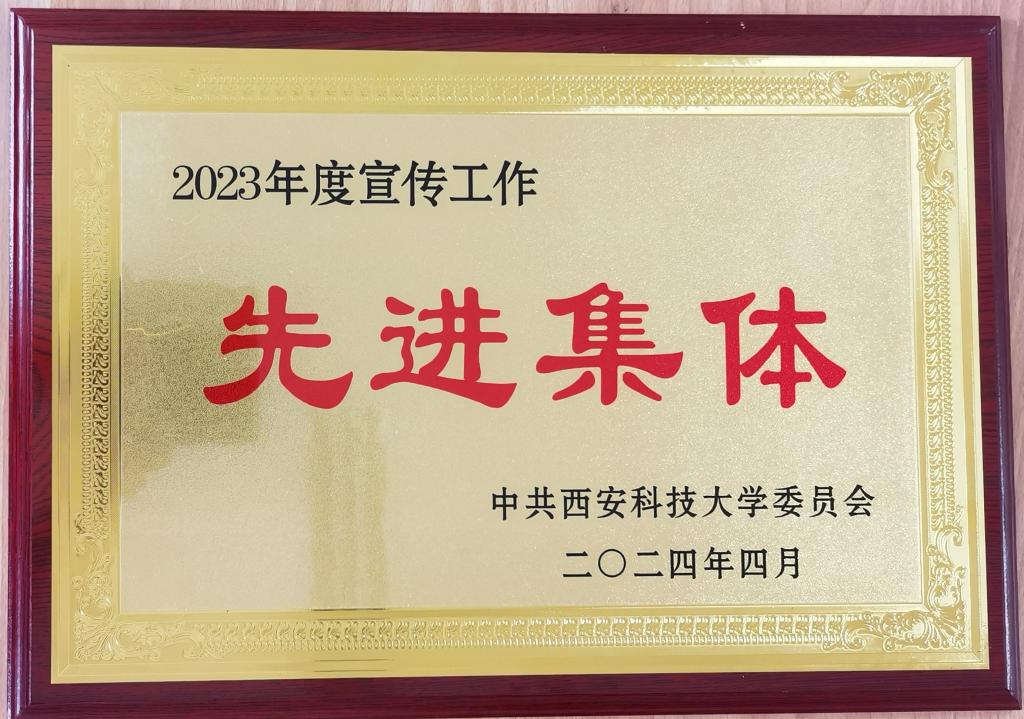 2023年度宣传工作
先进集体
中共西安科技大学委员会
二〇二四年四月